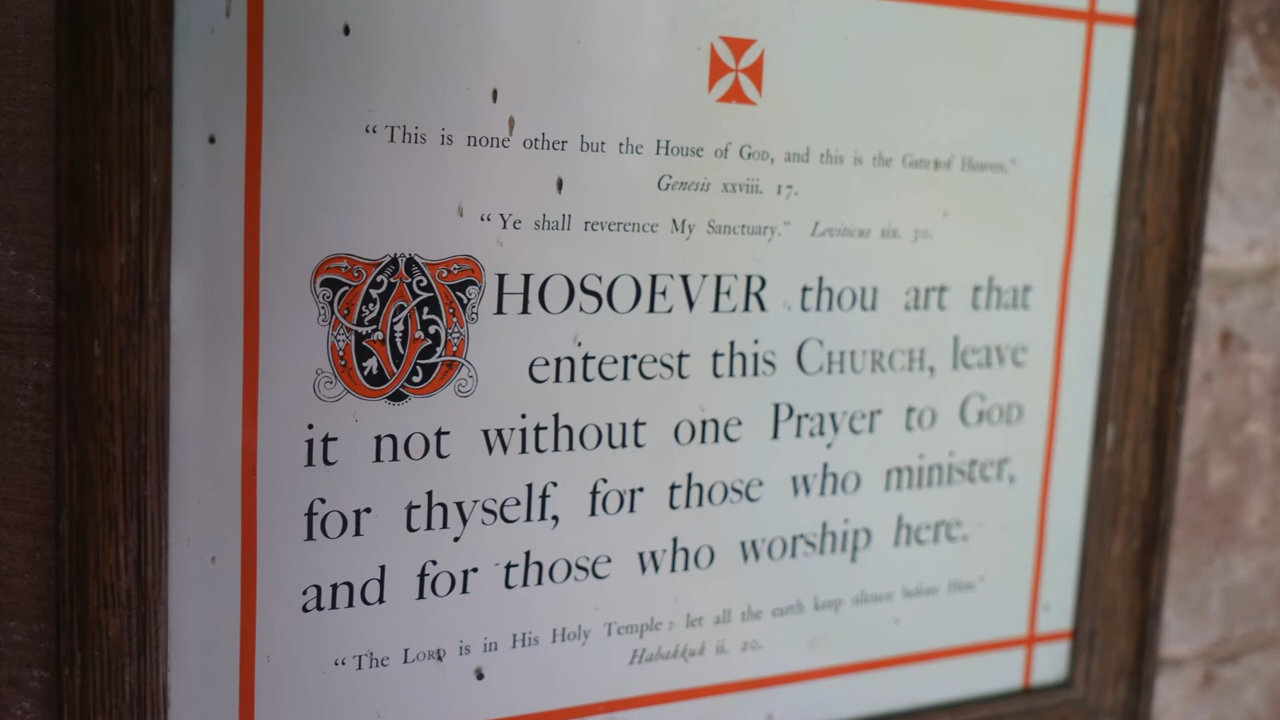 “ This is none other but the House of GOD, and this is the Gate of Heaven.”
Genesis xxviii. 17.
“ Ye shall reverence My Sanctuary.” Leviticus xix. 30.
WHOSOEVER thou art that
enterest this CHURCH, leave
it not without one Prayer to GOD
for thyself, for those who minister,
and for those who worship here.
“ The LORD is in His Holy Temple : let all the earth keep silence before Him.”
Habakkuk ii. 20.